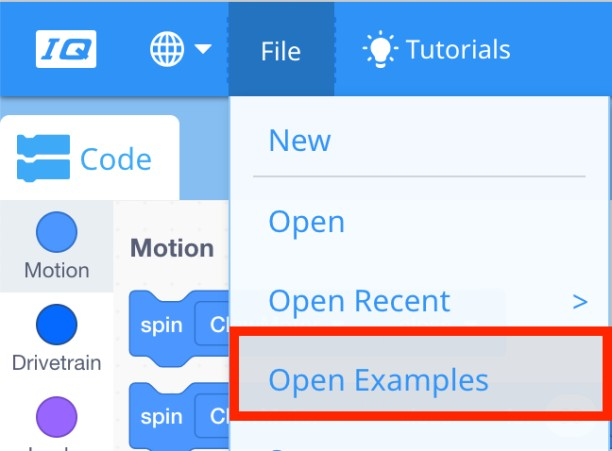 IQ
File
Tutorials
New
Code
Open
Motion
Motion
Open Recent >
spin
Drivetrain
Open Examples
spin